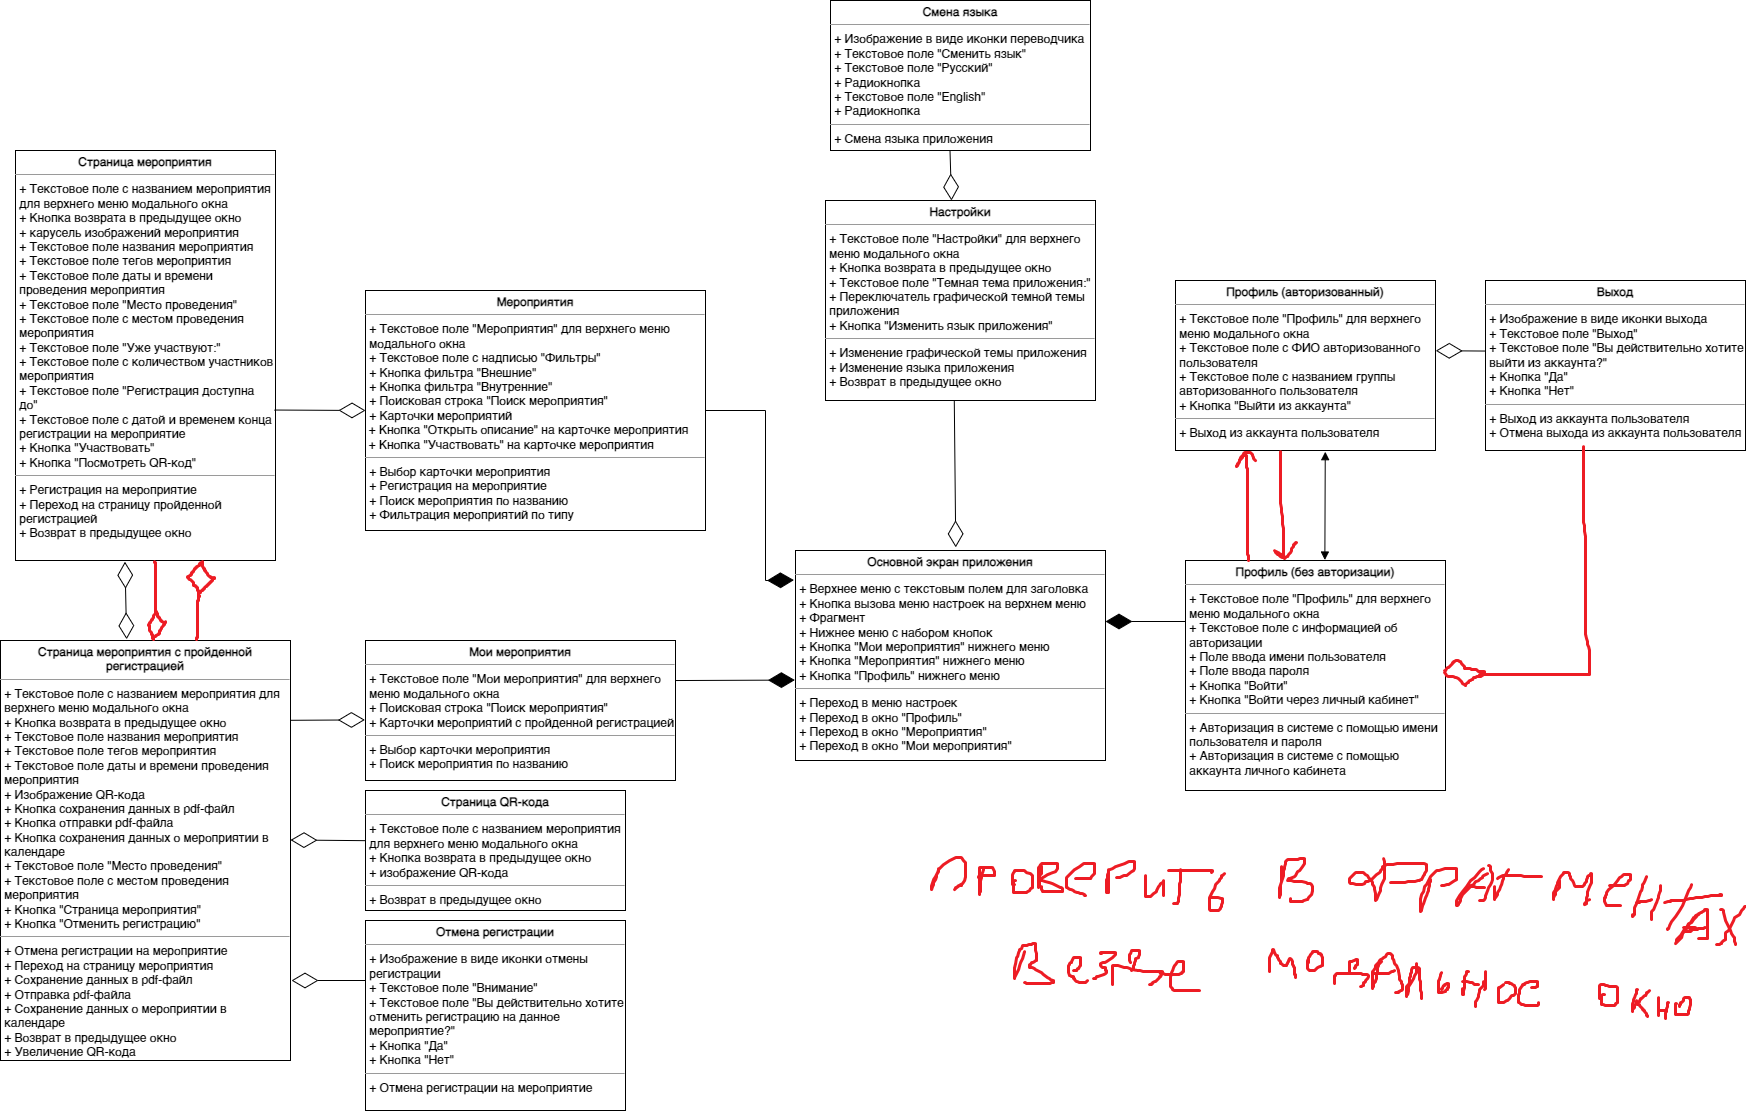 Смена языка
+ Изображение в виде иконки переводчика
+ Текстовое поле "Сменить язык"
+ Текстовое поле "Русский"
+ Радиокнопка
+ Текстовое поле "English"
+ Радиокнопка
+ Смена языка приложения
Страница мероприятия
+ Текстовое поле с названием мероприятия
для верхнего меню модального окна
+ Кнопка возврата в предыдущее окно
+ карусель изображений мероприятия
+ Текстовое поле названия мероприятия
+ Текстовое поле тегов мероприятия
+ Текстовое поле даты и времени
проведения мероприятия
+ Текстовое поле "Место проведения"
+ Текстовое поле с местом проведения
мероприятия
+ Текстовое поле "Уже участвуют:"
+ Текстовое поле с количеством участников
мероприятия
+ Текстовое поле "Регистрация доступна
до"
+ Текстовое поле с датой и временем конца
регистрации на мероприятие
+ Кнопка "Участвовать"
+ Кнопка "Посмотреть QR-код"
+ Регистрация на мероприятие
+ Переход на страницу пройденной
регистрацией
+ Возврат в предыдущее окно
Мероприятия
+ Текстовое поле "Мероприятия" для верхнего меню
модального окна
+ Текстовое поле с надписью "Фильтры"
+ Кнопка фильтра "Внешние"
+ Кнопка фильтра "Внутренние"
+ Поисковая строка "Поиск мероприятия"
+ Карточки мероприятий
+ Кнопка "Открыть описание" на карточке мероприятия
+ Кнопка "Участвовать" на карточке мероприятия
+ Выбор карточки мероприятия
+ Регистрация на мероприятие
+ Поиск мероприятия по названию
+ Фильтрация мероприятий по типу
Настройки
+ Текстовое поле "Настройки" для верхнего
меню модального окна
+ Кнопка возврата в предыдущее окно
+ Текстовое поле "Темная тема приложения:"
+ Переключатель графической темной темы
приложения
+ Кнопка "Изменить язык приложения"
+ Изменение графической темы приложения
+ Изменения языка приложения
+ Возврат в предыдущее окно
Профиль (авторизованный)
+ Текстовое поле "Профиль" для верхнего
меню модального окна
+ Текстовое поле с ФИО авторизованного
пользователя
+ Текстовое поле с названием группы
авторизованного пользователя
+ Кнопка "Выйти из аккаунта"
+ Выход из аккаунта пользователя
Выход
+ Изображение в виде иконки выхода
+ Текстовое поле "Выход"
+ Текстовое поле "Вы действительно хотите
выйти из аккаунта?"
+ Кнопка "Да"
+ Кнопка "Нет"
+ Выход из аккаунта пользователя
+ Отмена выхода из аккаунта пользователя
Основной экран приложения
+ Верхнее меню с текстовым полем для заголовка
+ Кнопка вызова меню настроек на верхнем меню
+ Фрагмент
+ Нижнее меню с набором кнопок
+ Кнопка "Мои мероприятия" нижнего меню
+ Кнопка "Мероприятия" нижнего меню
+ Кнопка "Профиль" нижнего меню
+ Переход в меню настроек
+ Переход в окно "Профиль"
+ Переход в окно "Мероприятия"
+ Переход в окно "Мои мероприятия"
Профиль (без авторизации)
+ Текстовое поле "Профиль" для верхнего
меню модального окна
+ Текстовое поле с информацией об
авторизации
+ Поле ввода имени пользователя
+ Поле ввода пароля
+ Кнопка "Войти"
+ Кнопка "Войти через личный кабинет"
+ Авторизация в системе с помощью имени
пользователя и пароля
+ Авторизация в системе с помощью
аккаунта личного кабинета
Страница мероприятия с пройденной
регистрацией
+ Текстовое поле с названием мероприятия для
верхнего меню модального окна
+ Кнопка возврата в предыдущее окно
+ Текстовое поле названия мероприятия
+ Текстовое поле тегов мероприятия
+ Текстовое поле даты и времени проведения
мероприятия
+ Изображение QR-кода
+ Кнопка сохранения данных в pdf-файл
+ Кнопка отправки pdf-файла
+ Кнопка сохранения данных о мероприятии в
календаре
+ Текстовое поле "Место проведения"
+ Текстовое поле с местом проведения
мероприятия
+ Кнопка "Страница мероприятия"
+ Кнопка "Отменить регистрацию"
+ Отмена регистрации на мероприятие
+ Переход на страницу мероприятия
+ Сохранение данных в pdf-файл
+ Отправка pdf-файла
+ Сохранение данных о мероприятии в
календаре
+ Возврат в предыдущее окно
+ Увеличение QR-кода
Мои мероприятия
+ Текстовое поле "Мои мероприятия" для верхнего
меню модального окна
+ Поисковая строка "Поиск мероприятия"
+ Карточки мероприятий с пройденной регистрацией
+ Выбор карточки мероприятия
+ Поиск мероприятия по названию
Страница QR-кода
+ Текстовое поле с названием мероприятия
для верхнего меню модального окна
+ Кнопка возврата в предыдущее окно
+ изображение QR-кода
+ Возврат в предыдущее окно
Отмена регистрации
+ Изображение в виде иконки отмены
регистрации
+ Текстовое поле "Внимание"
+ Текстовое поле "Вы действительно хотите
отменить регистрацию на данное
мероприятие?"
+ Кнопка "Да"
+ Кнопка "Нет"
+ Отмена регистрации на мероприятие
ПРОВЕРИТЬ В ФРАГМЕНТАХ
ВЕЗДЕ МОДАЛЬНОЕ ОКНО